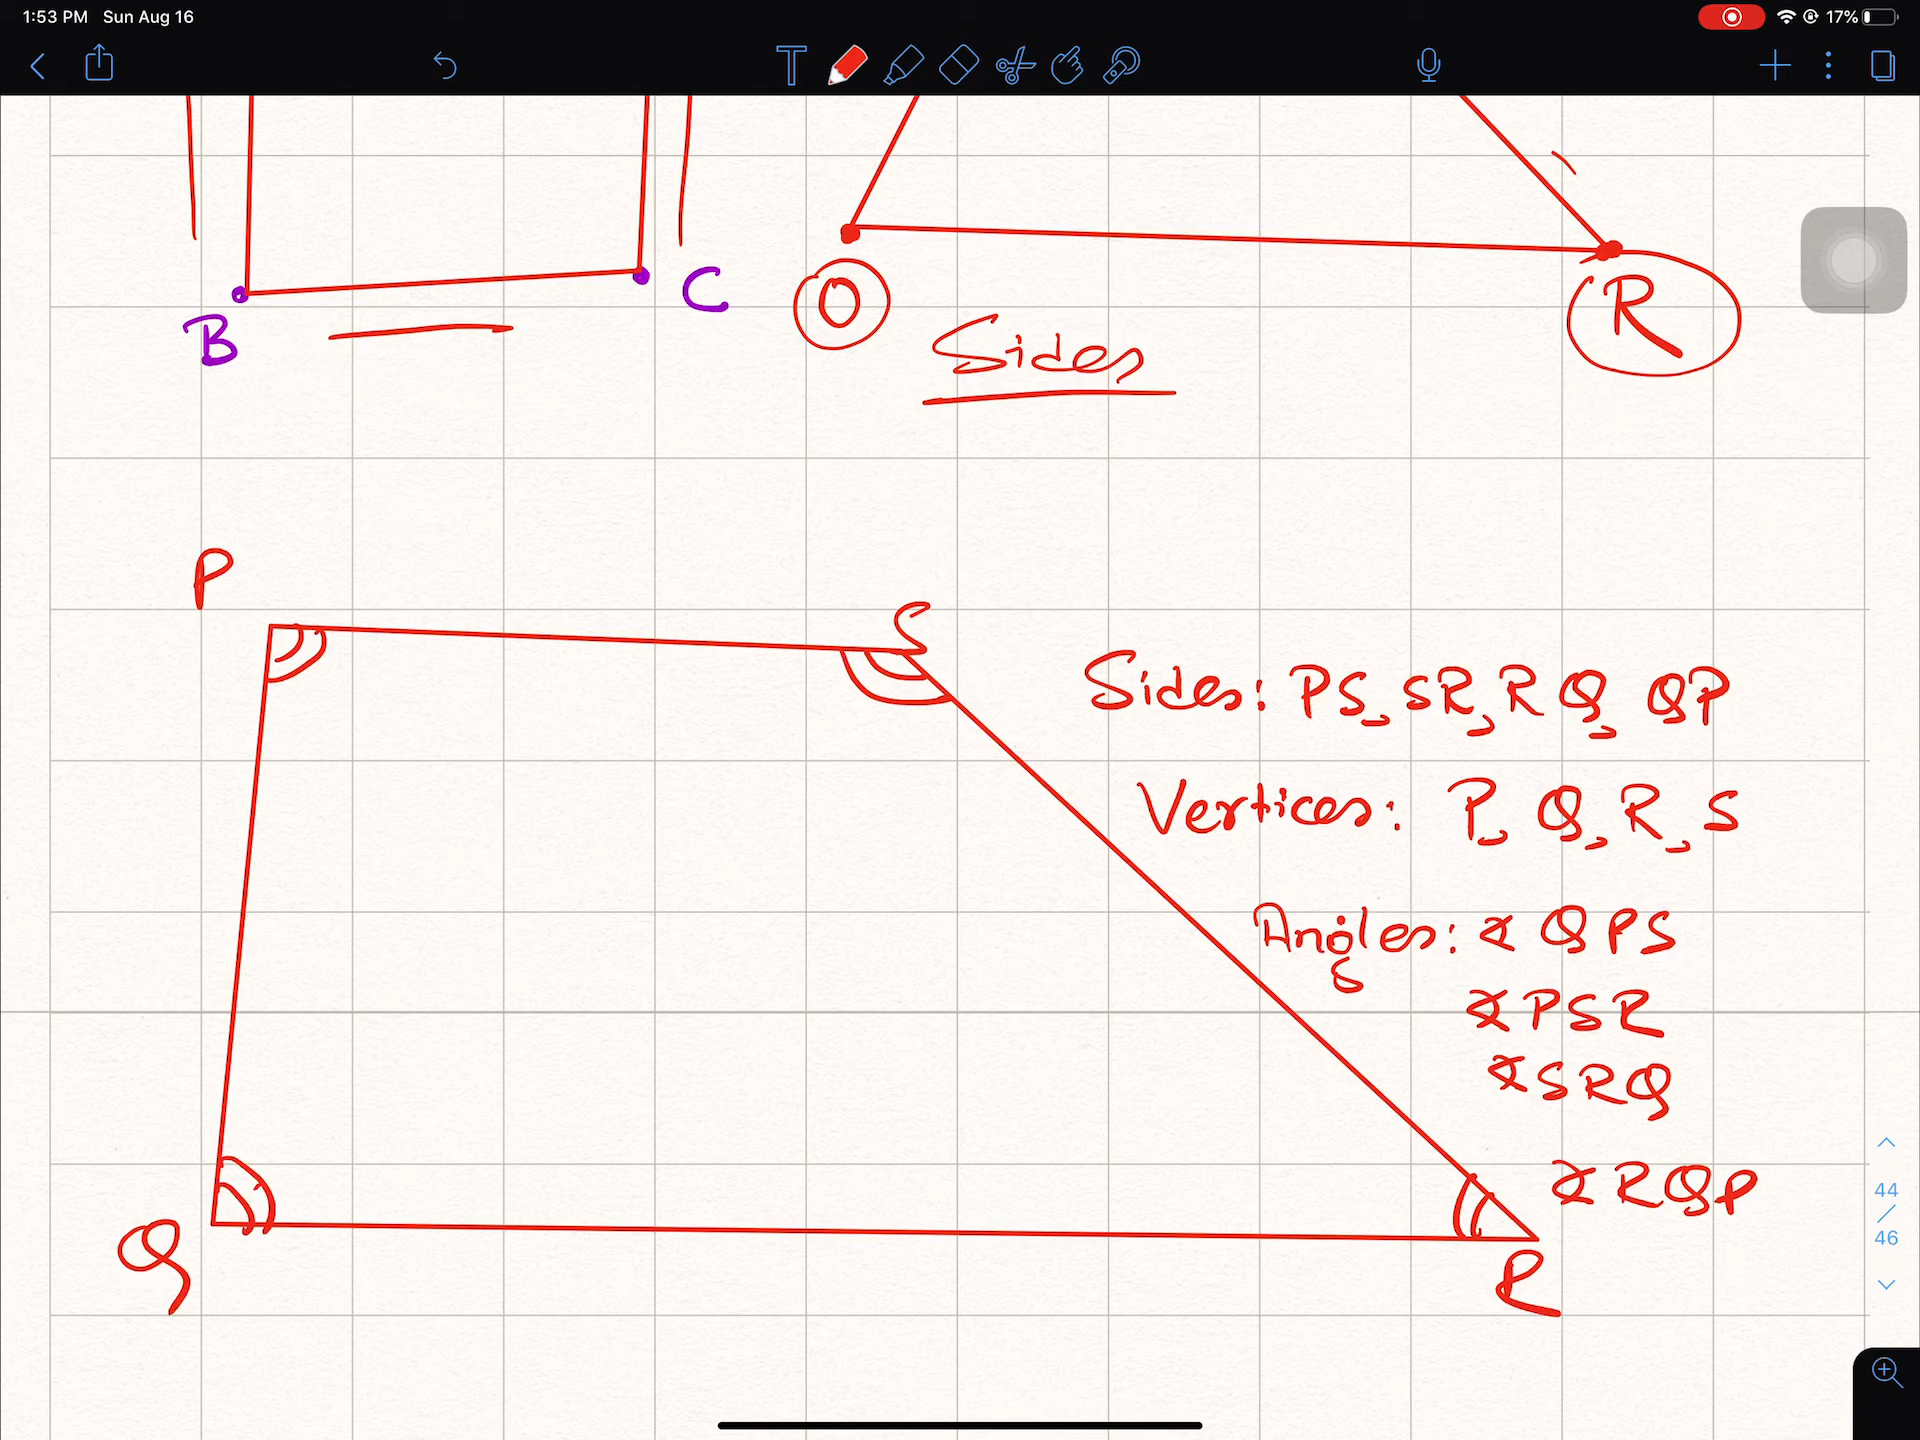 1:53 PM Sun Aug 16
17%
B
C
O
R
Sides
P
S
Sides: PS, SR, RQ, QP
Vertices: P, Q, R, S
Angles: ∡ QPS
∡ PSR
∡ SRQ
∡ RQP
Q
R
44
/
46